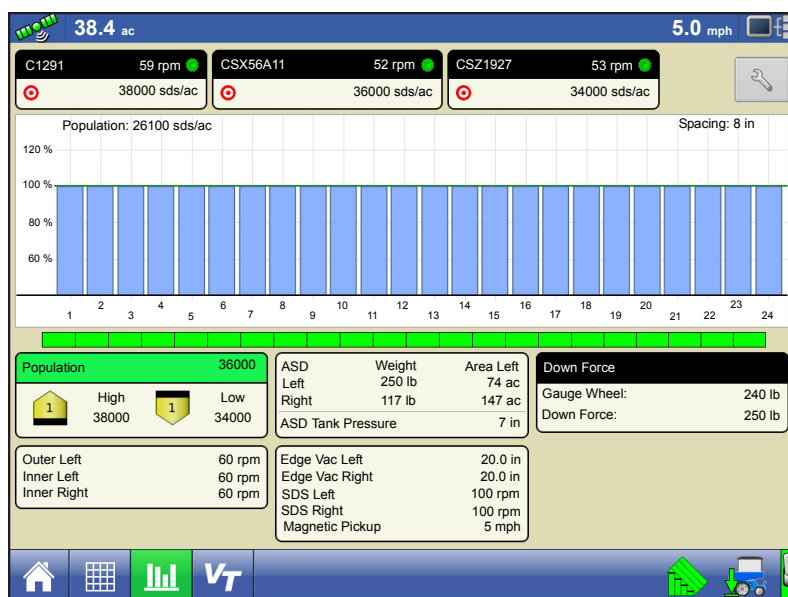 38.4 ac 5.0 mph
C1291 59 rpm
38000 sds/ac
CSX56A11 52 rpm
36000 sds/ac
CSZ1927 53 rpm
34000 sds/ac
Population: 26100 sds/ac Spacing: 8 in
120 %
100 %
80 %
60 %
1 2 3 4 5 6 7 8 9 10 11 12 13 14 15 16 17 18 19 20 21 22 23 24
Population 36000
1 High 1 Low
38000 34000
ASD Weight Area Left
Left 250 lb 74 ac
Right 117 lb 147 ac
ASD Tank Pressure 7 in
Down Force
Gauge Wheel: 240 lb
Down Force: 250 lb
Outer Left 60 rpm
Inner Left 60 rpm
Inner Right 60 rpm
Edge Vac Left 20.0 in
Edge Vac Right 20.0 in
SDS Left 100 rpm
SDS Right 100 rpm
Magnetic Pickup 5 mph
VT